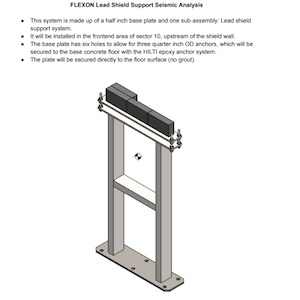 FLEXON Lead Shield Support Seismic Analysis
• This system is made up of a half inch base plate and one sub-assembly: Lead shield
support system.
• It will be installed in the frontend area of sector 10, upstream of the shield wall.
• The base plate has six holes to allow for three quarter inch OD anchors, which will be
secured to the base concrete floor with the HILTI epoxy anchor system.
• The plate will be secured directly to the floor surface (no grout).